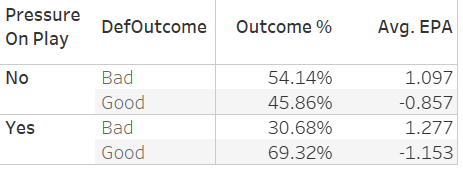 Pressure On Play DefOutcome Outcome % Avg. EPA
No Bad 54.14% 1.097
Good 45.86% -0.857
Yes Bad 30.68% 1.277
Good 69.32% -1.153